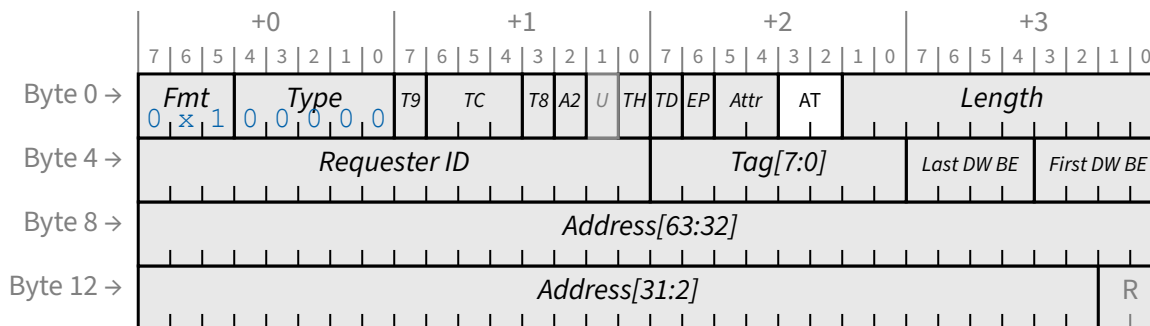 +0 +1 +2 +3
7 6 5 4 3 2 1 0 7 6 5 4 3 2 1 0 7 6 5 4 3 2 1 0 7 6 5 4 3 2 1 0
Byte 0 → Fmt Type T9 TC T8 A2 U TH TD EP Attr AT Length
0 x 1 0 0 0 0 0
Byte 4 → Requester ID Tag[7:0] Last DW BE First DW BE
Byte 8 → Address[63:32]
Byte 12 → Address[31:2] R